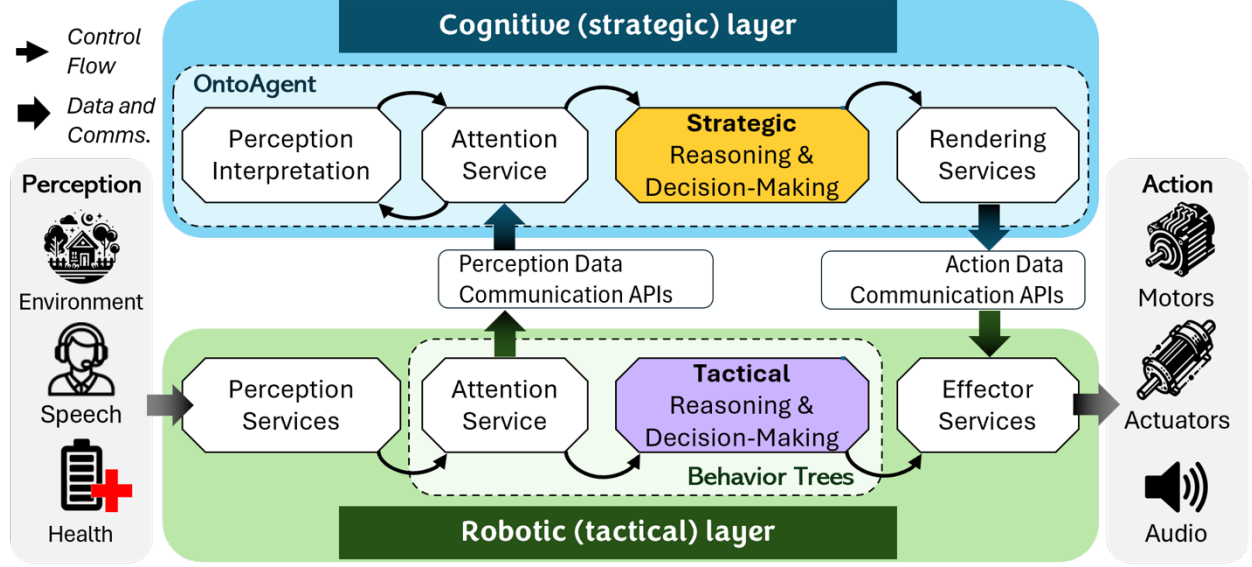 Cognitive (strategic) layer
Control
Flow
Data and
Comms.
OntoAgent
Perception
Interpretation
Attention
Service
Strategic
Reasoning &
Decision-Making
Rendering
Services
Perception
Environment
Speech
Health
Perception Data
Communication APIs
Action Data
Communication APIs
Action
Motors
Actuators
Audio
Perception
Services
Attention
Service
Tactical
Reasoning &
Decision-Making
Effector
Services
Behavior Trees
Robotic (tactical) layer